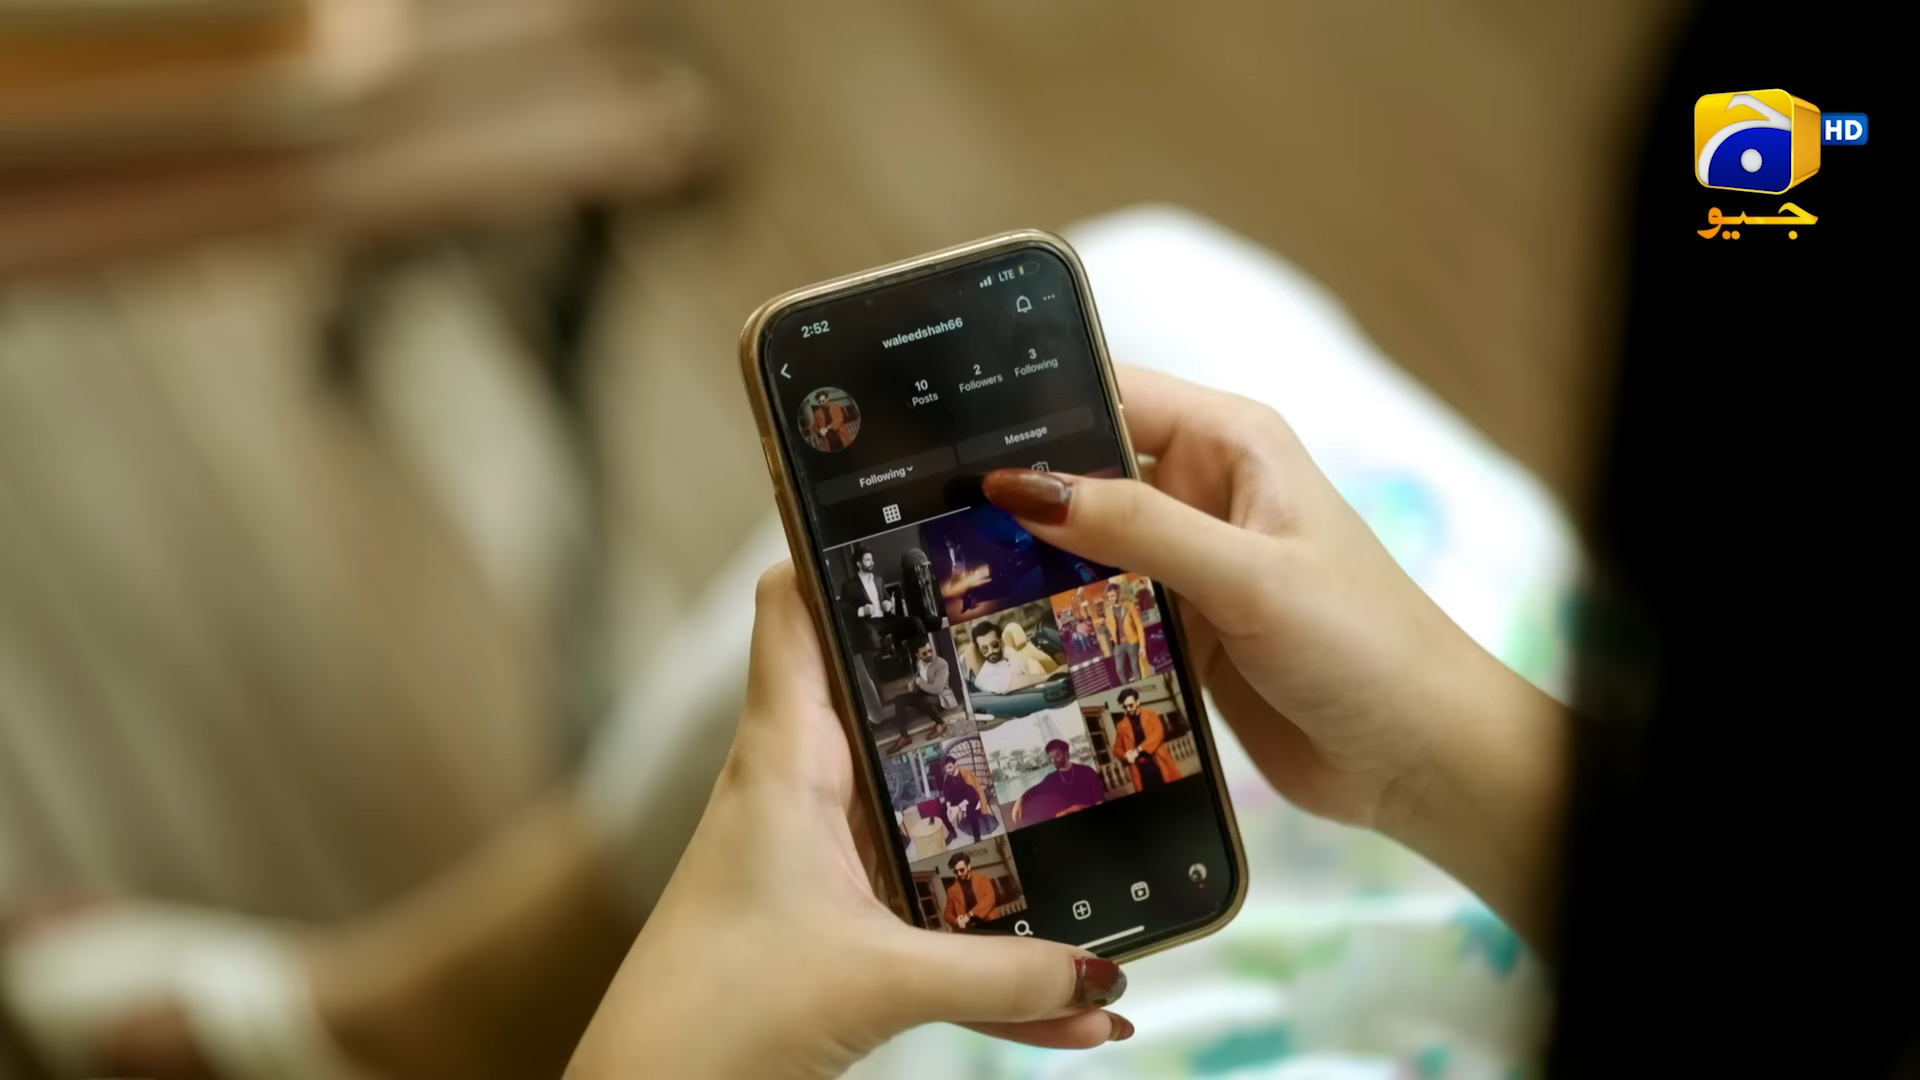 HD
جیو
2:52
LTE
waleedshah66
10
Posts
2
Followers
3
Following
Following
Message